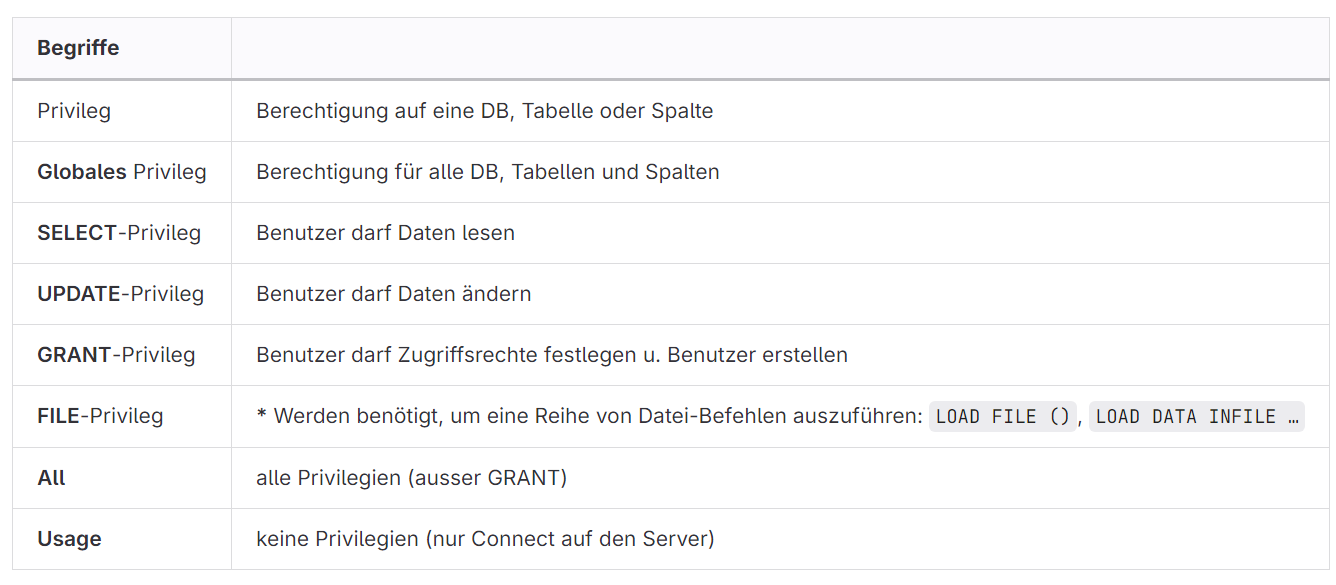 Begriffe
Privileg Berechtigung auf eine DB, Tabelle oder Spalte
Globales Privileg Berechtigung für alle DB, Tabellen und Spalten
SELECT-Privileg Benutzer darf Daten lesen
UPDATE-Privileg Benutzer darf Daten ändern
GRANT-Privileg Benutzer darf Zugriffsrechte festlegen u. Benutzer erstellen
FILE-Privileg * Werden benötigt, um eine Reihe von Datei-Befehlen auszuführen: LOAD FILE (), LOAD DATA INFILE …
All alle Privilegien (ausser GRANT)
Usage keine Privilegien (nur Connect auf den Server)